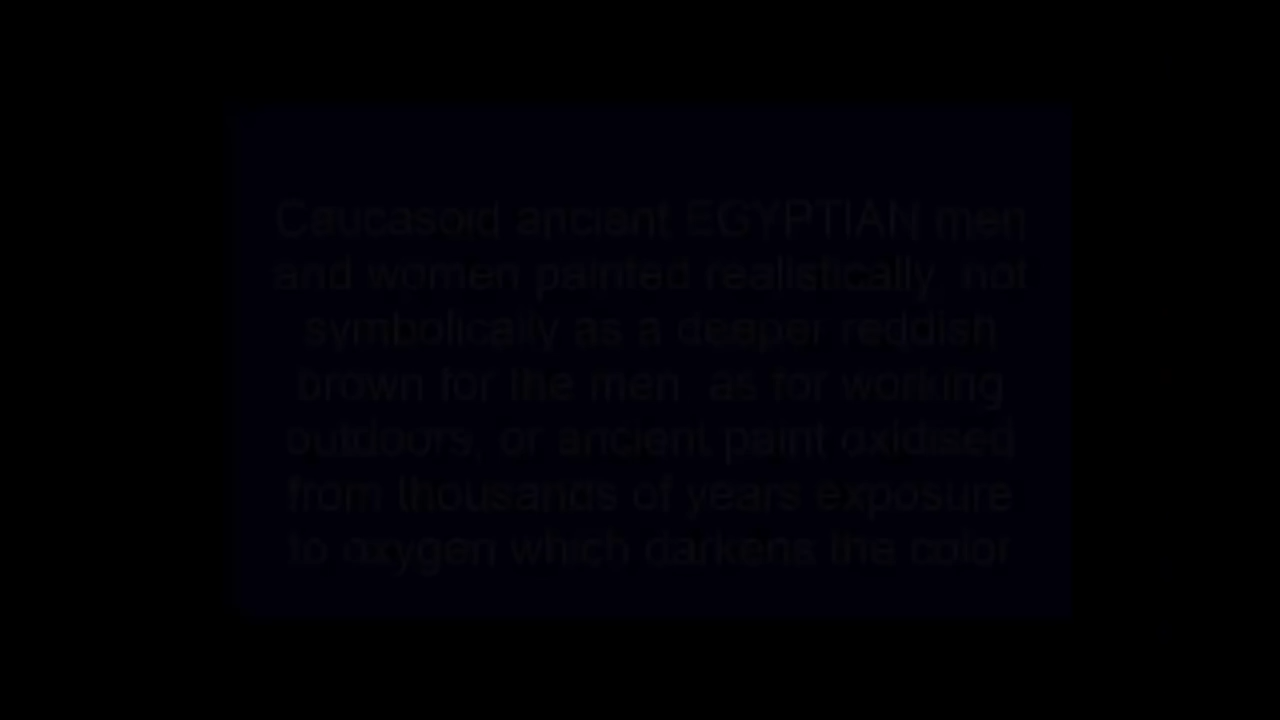 Caucasoid ancient EGYPTIAN men
and women painted realistically not
symbolically as a deeper reddish
brown for the men as for working
outdoors, or ancient paint oxidised
from thousands of years exposure
to oxygen which darkens the color